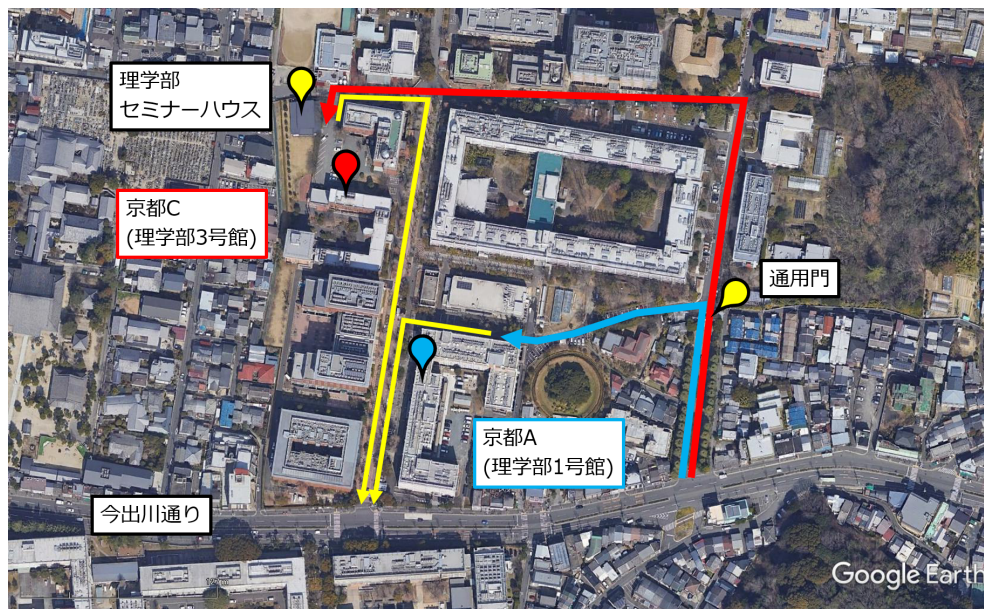 理学部
セミナーハウス
京都C
(理学部3号館)
通用門
京都A
(理学部1号館)
今出川通り
Google Earth